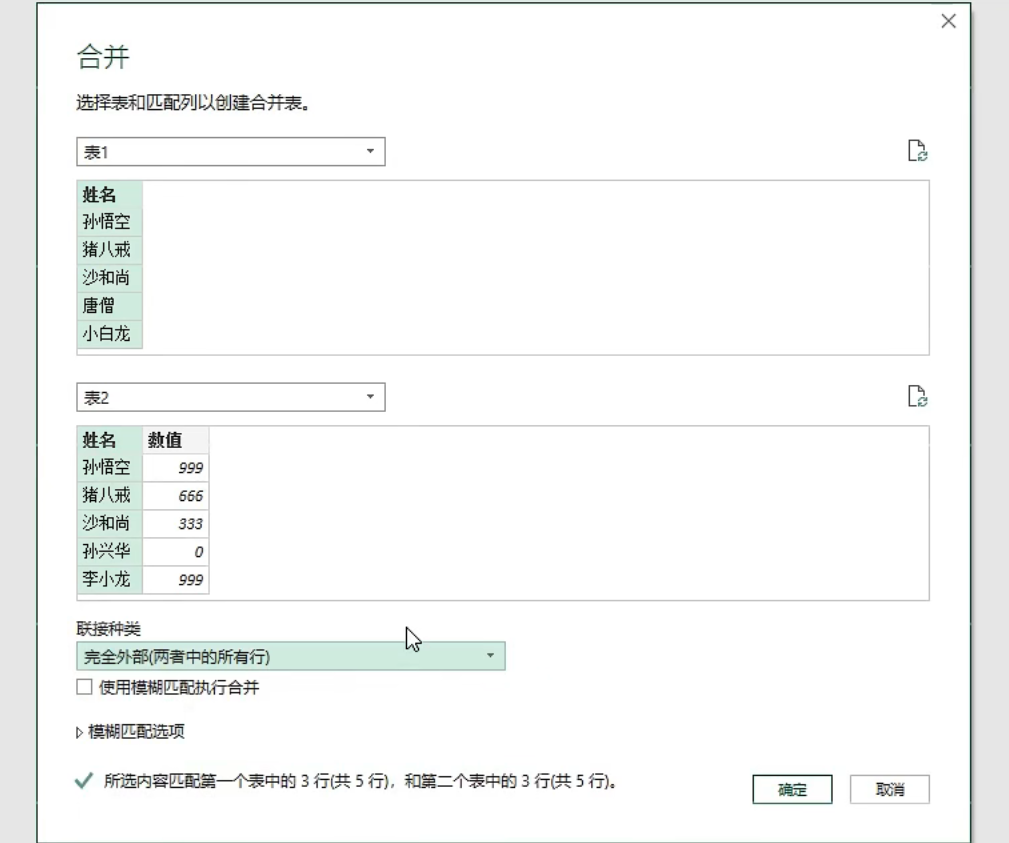 合并
选择表和匹配列以创建合并表。
表1
姓名
孙悟空
猪八戒
沙和尚
唐僧
小白龙
表2
姓名 数值
孙悟空 999
猪八戒 666
沙和尚 333
孙兴华 0
李小龙 999
联接种类
完全外部(两者中的所有行)
使用模糊匹配执行合并
模糊匹配选项
所选内容匹配第一个表中的 3 行(共 5 行)，和第二个表中的 3 行(共 5 行)。
确定 取消